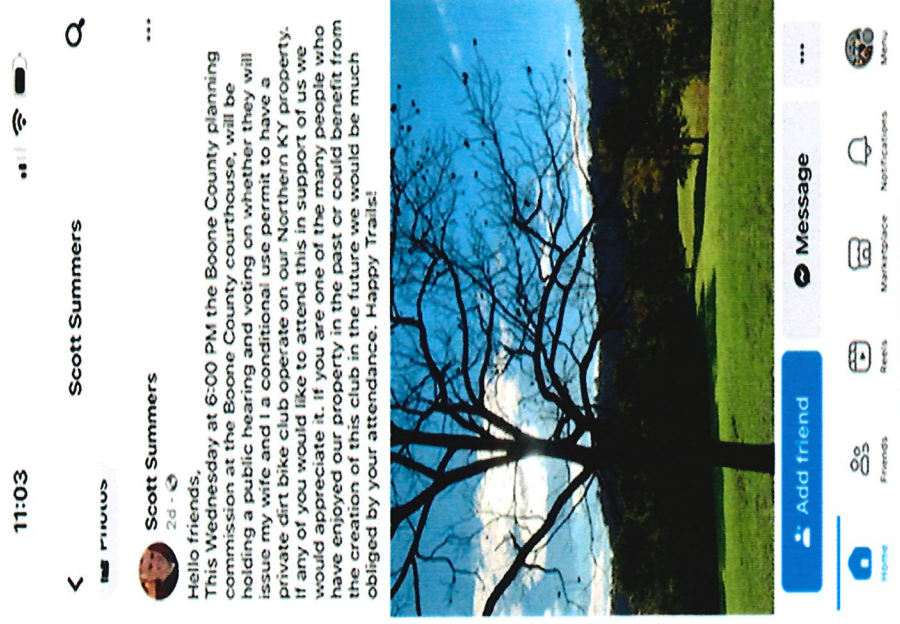 11:03
Scott Summers
Photos
Scott Summers
2d
Hello friends,
This Wednesday at 6:00 PM the Boone County planning
commission at the Boone County courthouse, will be
holding a public hearing and voting on whether they will
issue my wife and I a conditional use permit to have a
private dirt bike club operate on our Northern KY property.
If any of you would like to attend this in support of us we
would appreciate it. If you are one of the many people who
have enjoyed our property in the past or could benefit from
the creation of this club in the future we would be much
obliged by your attendance. Happy Trails!
Add friend
Message
Home
Friends
Reels
Marketplace
Notifications
Menu